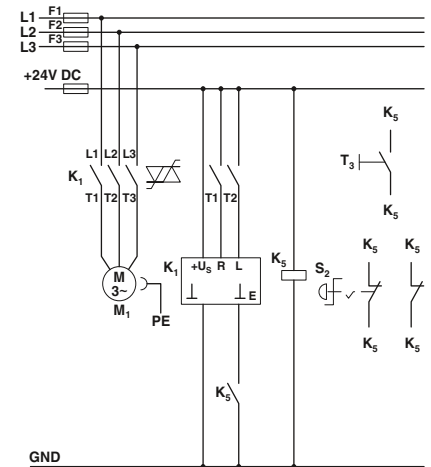 L1 F1
L2 F2
L3 F3
+24V DC
K5
L1 L2 L3
K1
T3
T1 T2 T3
T1 T2
K5
K5 K5
K1 +US R L
K5
S2
M
3~
E
M1
PE
K5 K5
K5
GND